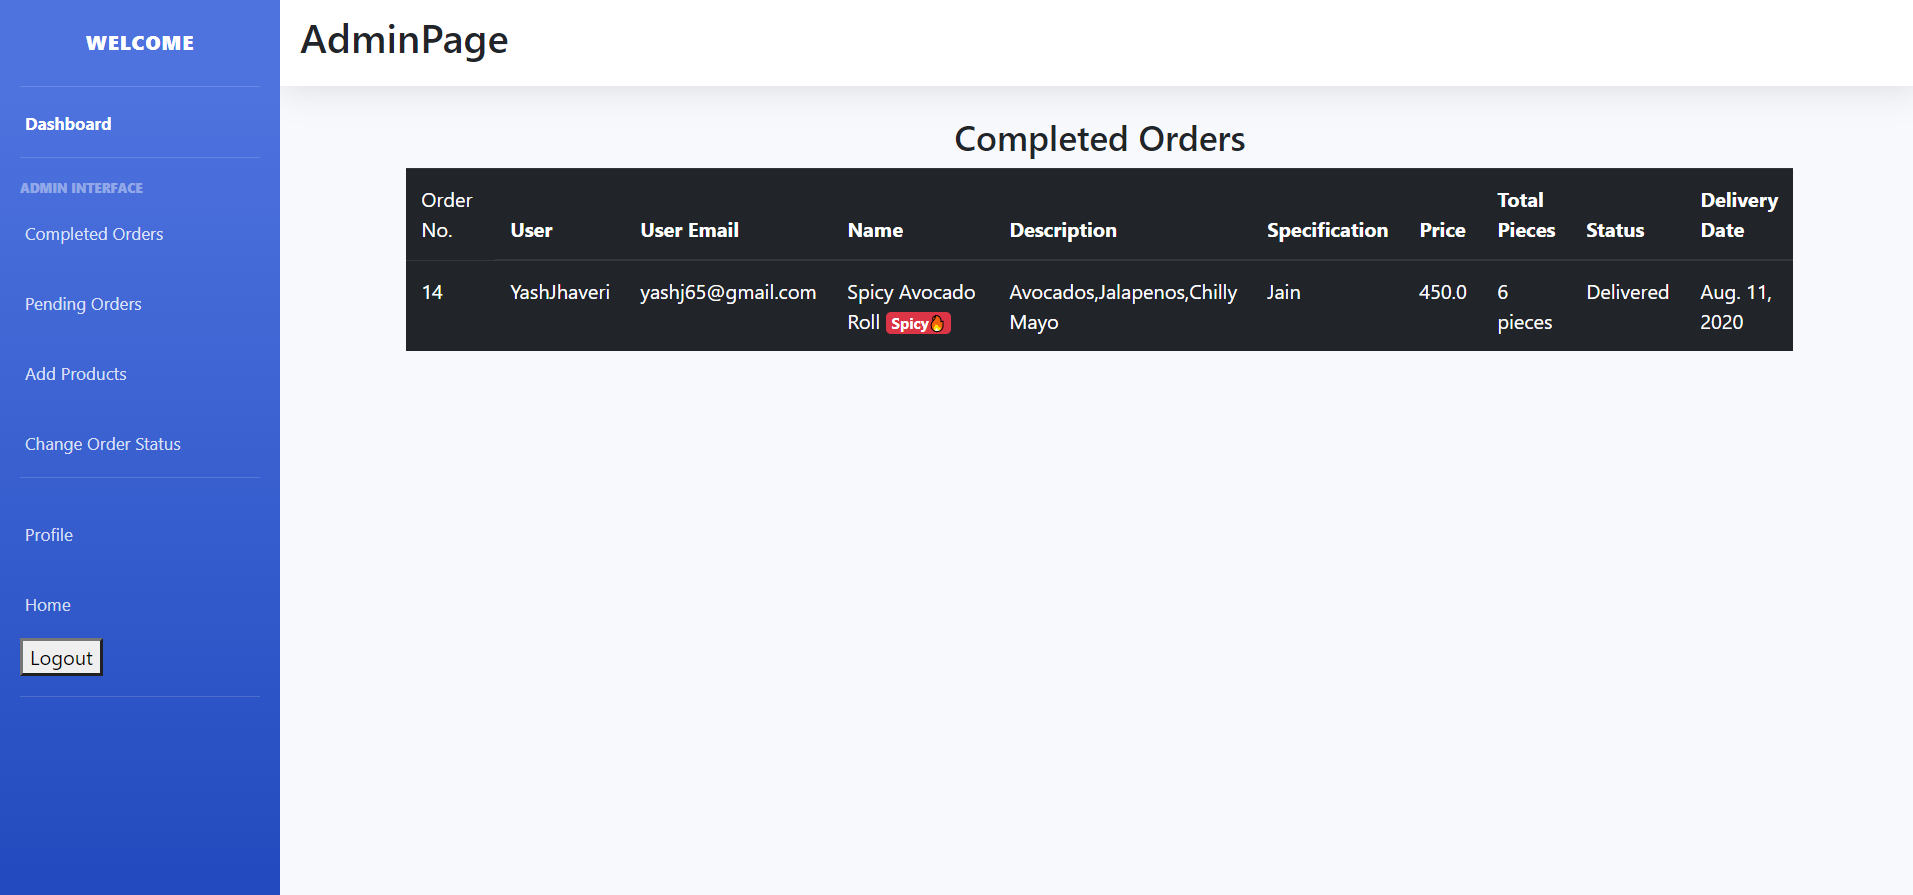 WELCOME
Dashboard
ADMIN INTERFACE
Completed Orders
Pending Orders
Add Products
Change Order Status
Profile
Home
Logout
AdminPage
Completed Orders
Order No. User User Email Name Description Specification Price Total Pieces Status Delivery Date
14 YashJhaveri yashj65@gmail.com Spicy Avocado Roll Spicy🔥 Avocados,Jalapenos,Chilly Mayo Jain 450.0 6 pieces Delivered Aug. 11, 2020